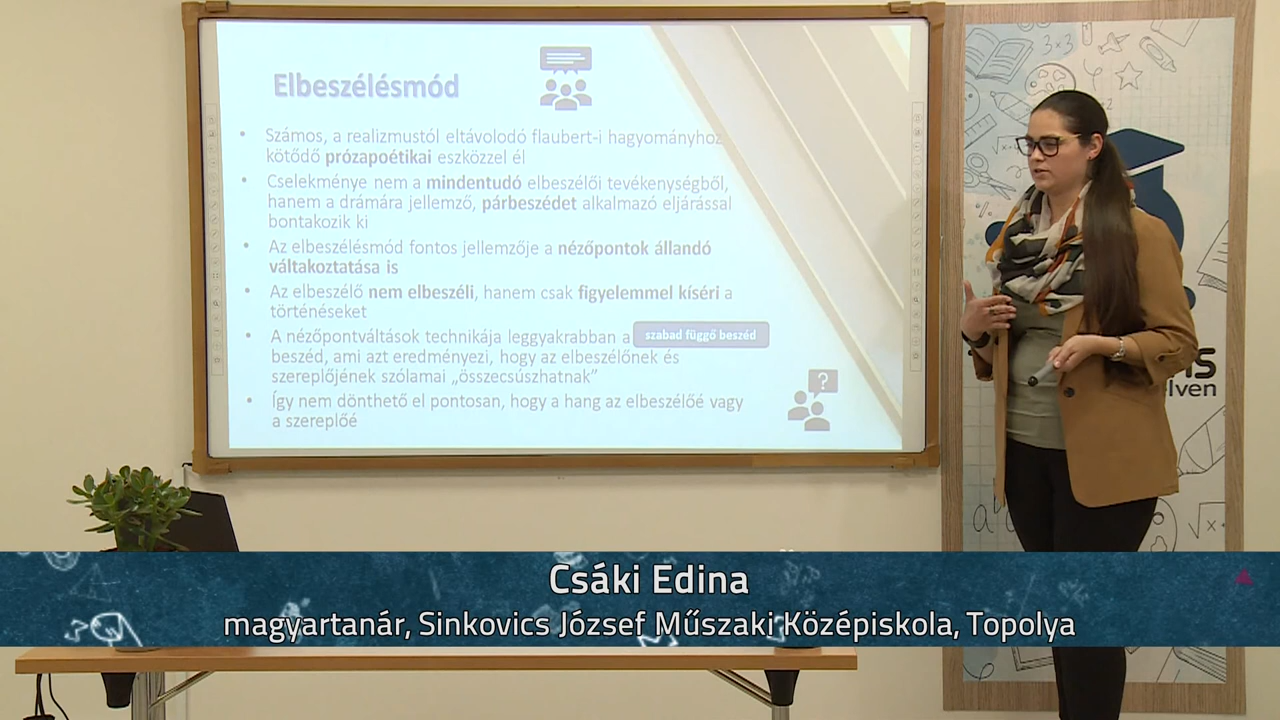 Elbeszélésmód
• Számos, a realizmustól eltávolodó flaubert-i hagyományhoz
kötődő prózapoétikai eszközzel él
• Cselekménye nem a mindentudó elbeszélői tevékenységből,
hanem a drámára jellemző, párbeszédet alkalmazó eljárással
bontakozik ki
• Az elbeszélésmód fontos jellemzője a nézőpontok állandó
váltakoztatása is
• Az elbeszélő nem elbeszéli, hanem csak figyelemmel kíséri a
történéseket
• A nézőpontváltások technikája leggyakrabban a szabad függő beszéd
beszéd, ami azt eredményezi, hogy az elbeszélőnek és
szereplőjének szólamai „összecsúszhatnak”
• Így nem dönthető el pontosan, hogy a hang az elbeszélőé vagy
a szereplőé
?
3×3
elven
√x
Csáki Edina
magyartanár, Sinkovics József Műszaki Középiskola, Topolya